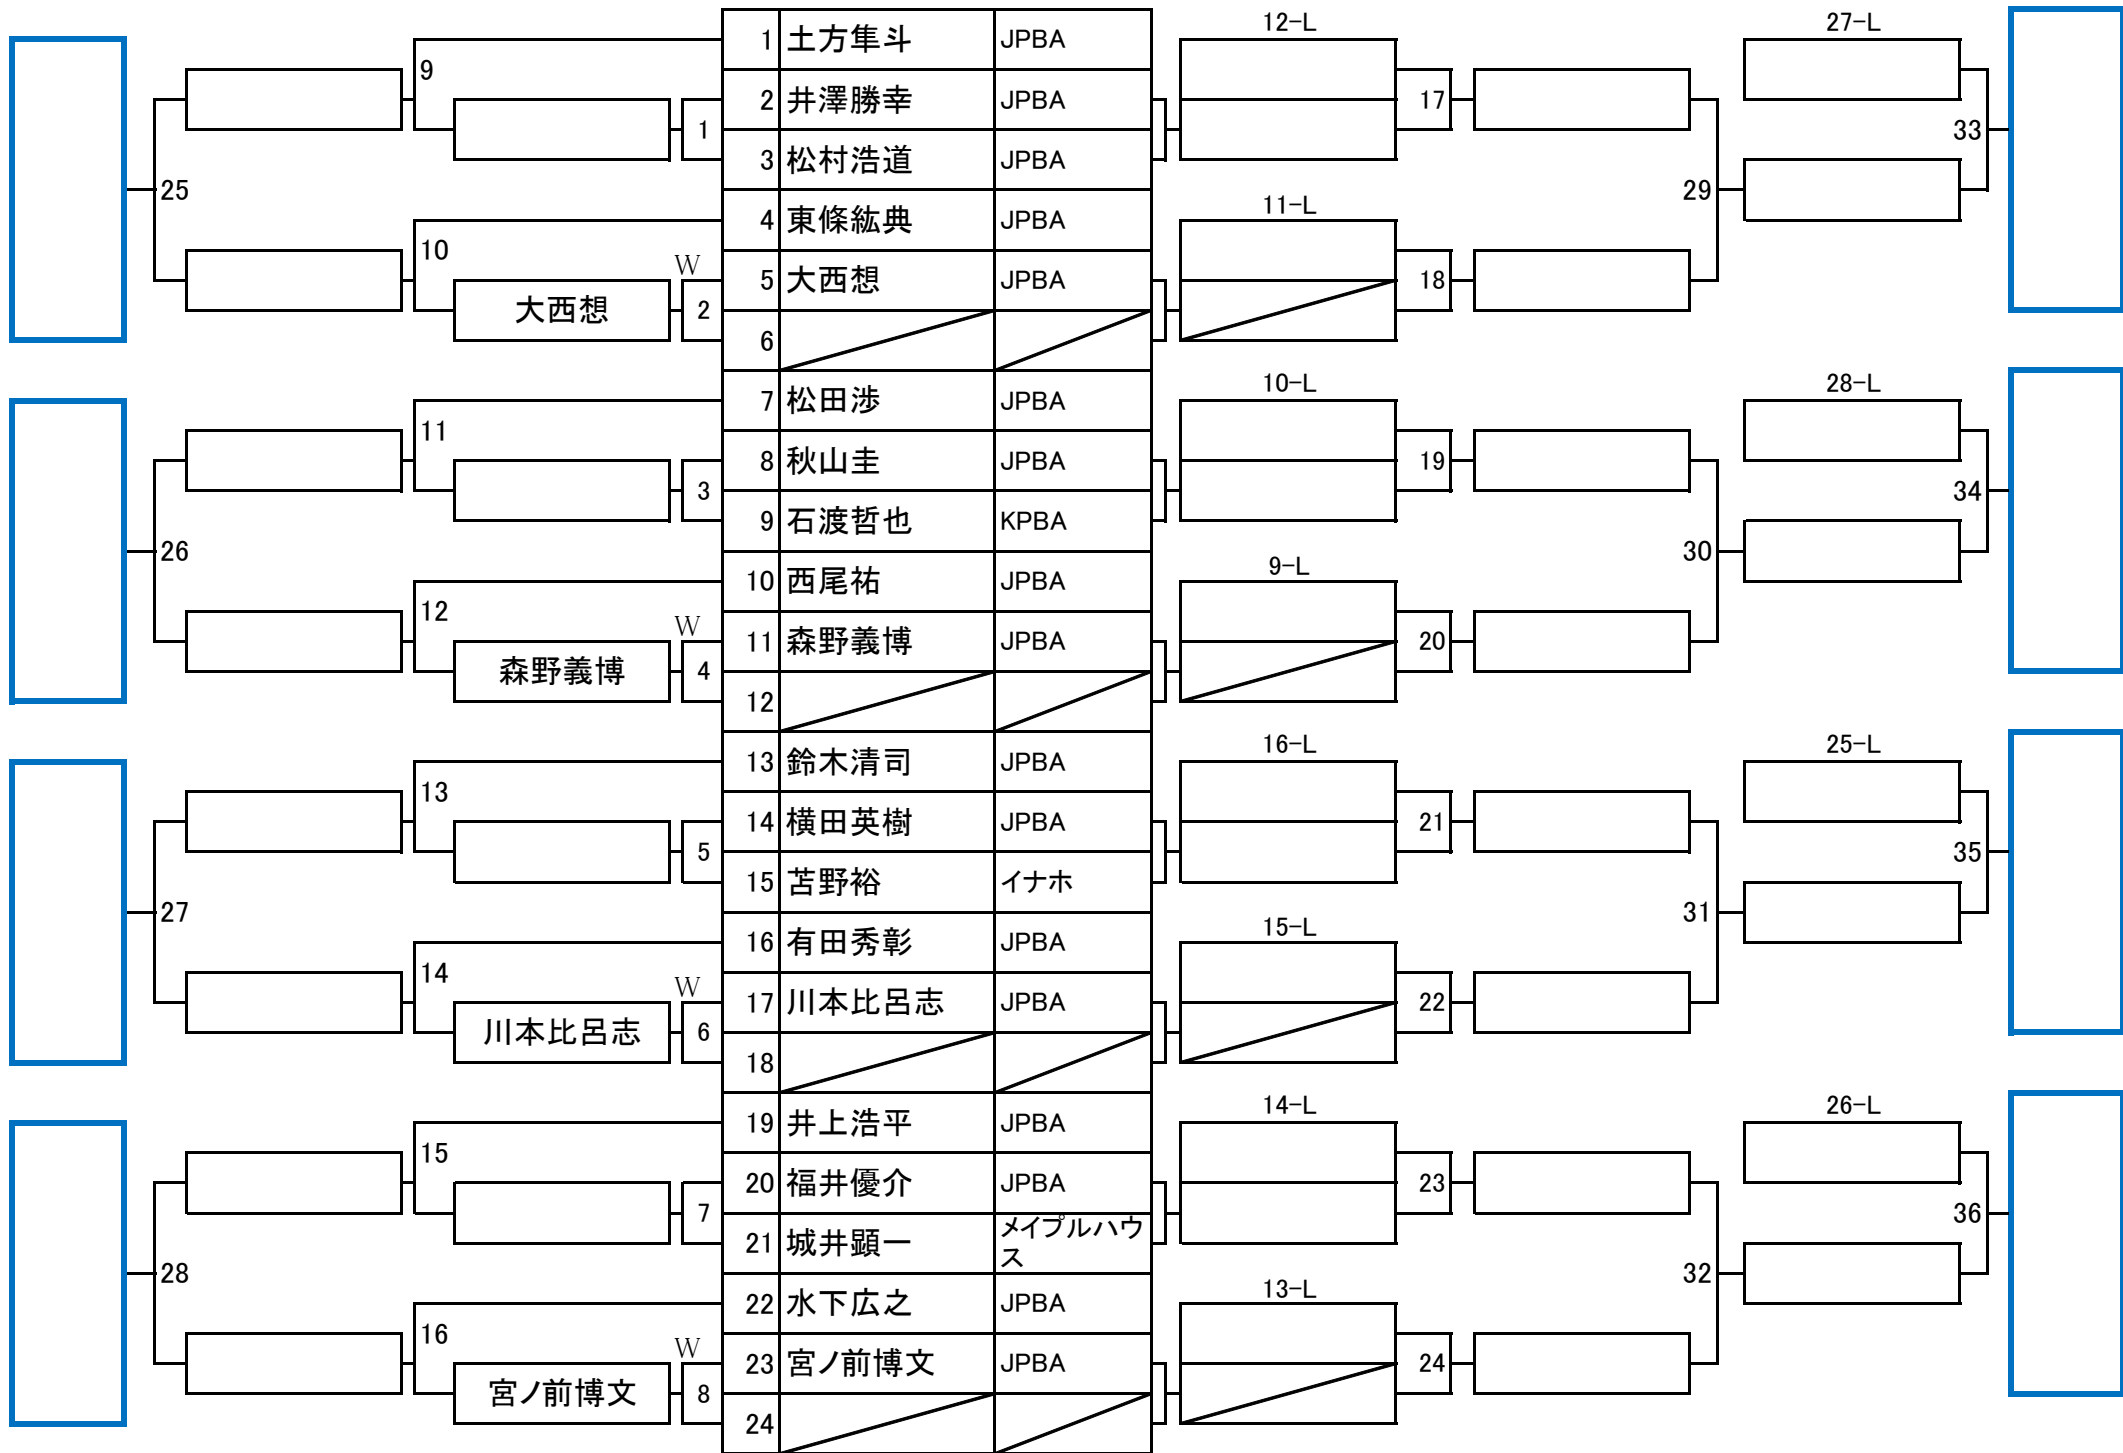 1 土方隼斗 JPBA 12-L 27-L
9
2 井澤勝幸 JPBA 17
1 33
3 松村浩道 JPBA
25 29
4 東條紘典 JPBA 11-L
10 W
5 大西想 JPBA 18
大西想 2
6
7 松田渉 JPBA 10-L 28-L
11
8 秋山圭 JPBA 19
3 34
9 石渡哲也 KPBA
26 30
10 西尾祐 JPBA 9-L
12 W
11 森野義博 JPBA 20
森野義博 4
12
13 鈴木清司 JPBA 16-L 25-L
13
14 横田英樹 JPBA 21
5 35
15 苫野裕 イナホ
27 31
16 有田秀彰 JPBA 15-L
14 W
17 川本比呂志 JPBA 22
川本比呂志 6
18
19 井上浩平 JPBA 14-L 26-L
15
20 福井優介 JPBA 23
7 36
21 城井顕一 メイプルハウ
ス
28 32
22 水下広之 JPBA 13-L
16 W
23 宮ノ前博文 JPBA 24
宮ノ前博文 8
24